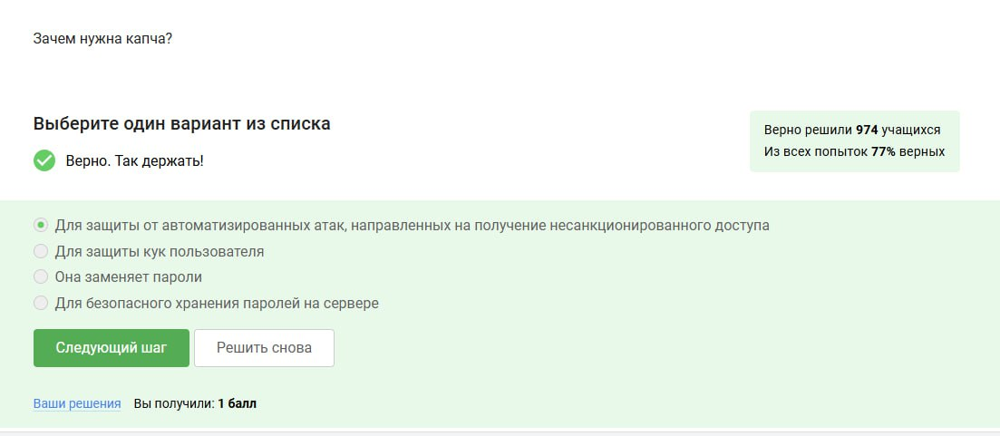 Зачем нужна капча?
Выберите один вариант из списка
Верно. Так держать!
Верно решили 974 учащихся
Из всех попыток 77% верных
Для защиты от автоматизированных атак, направленных на получение несанкционированного доступа
Для защиты кук пользователя
Она заменяет пароли
Для безопасного хранения паролей на сервере
Следующий шаг
Решить снова
Ваши решения
Вы получили: 1 балл